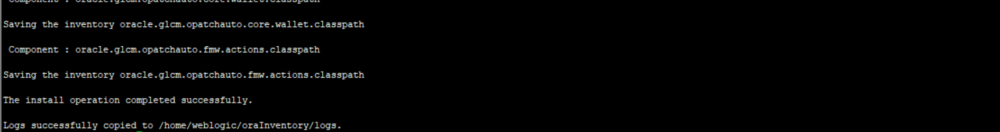 Component : oracle.glcm.opatchauto.core.wallet.classpath
Saving the inventory oracle.glcm.opatchauto.core.wallet.classpath
Component : oracle.glcm.opatchauto.fmw.actions.classpath
Saving the inventory oracle.glcm.opatchauto.fmw.actions.classpath
The install operation completed successfully.
Logs successfully copied to /home/weblogic/oraInventory/logs.